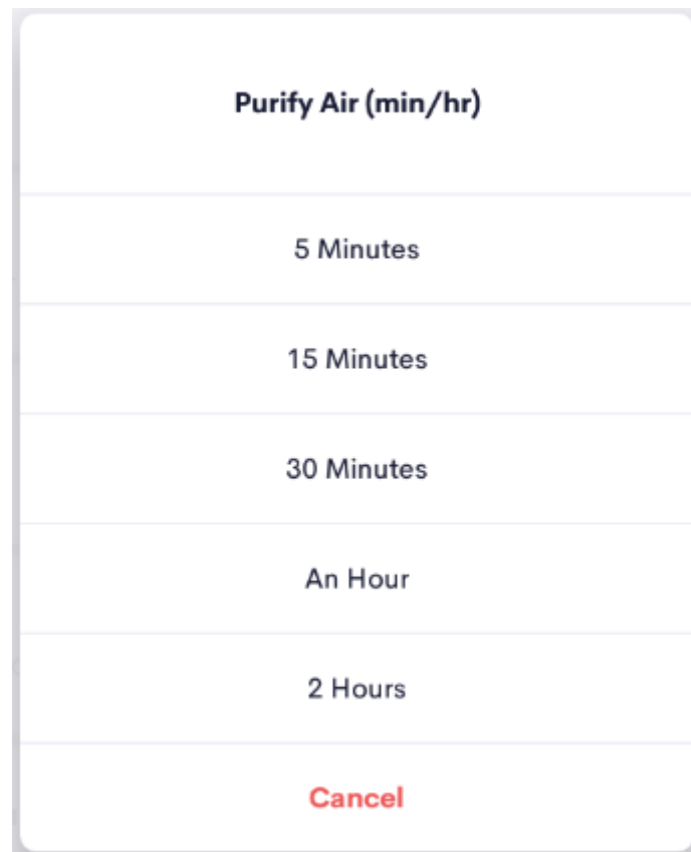 Purify Air (min/hr)
5 Minutes
15 Minutes
30 Minutes
An Hour
2 Hours
Cancel